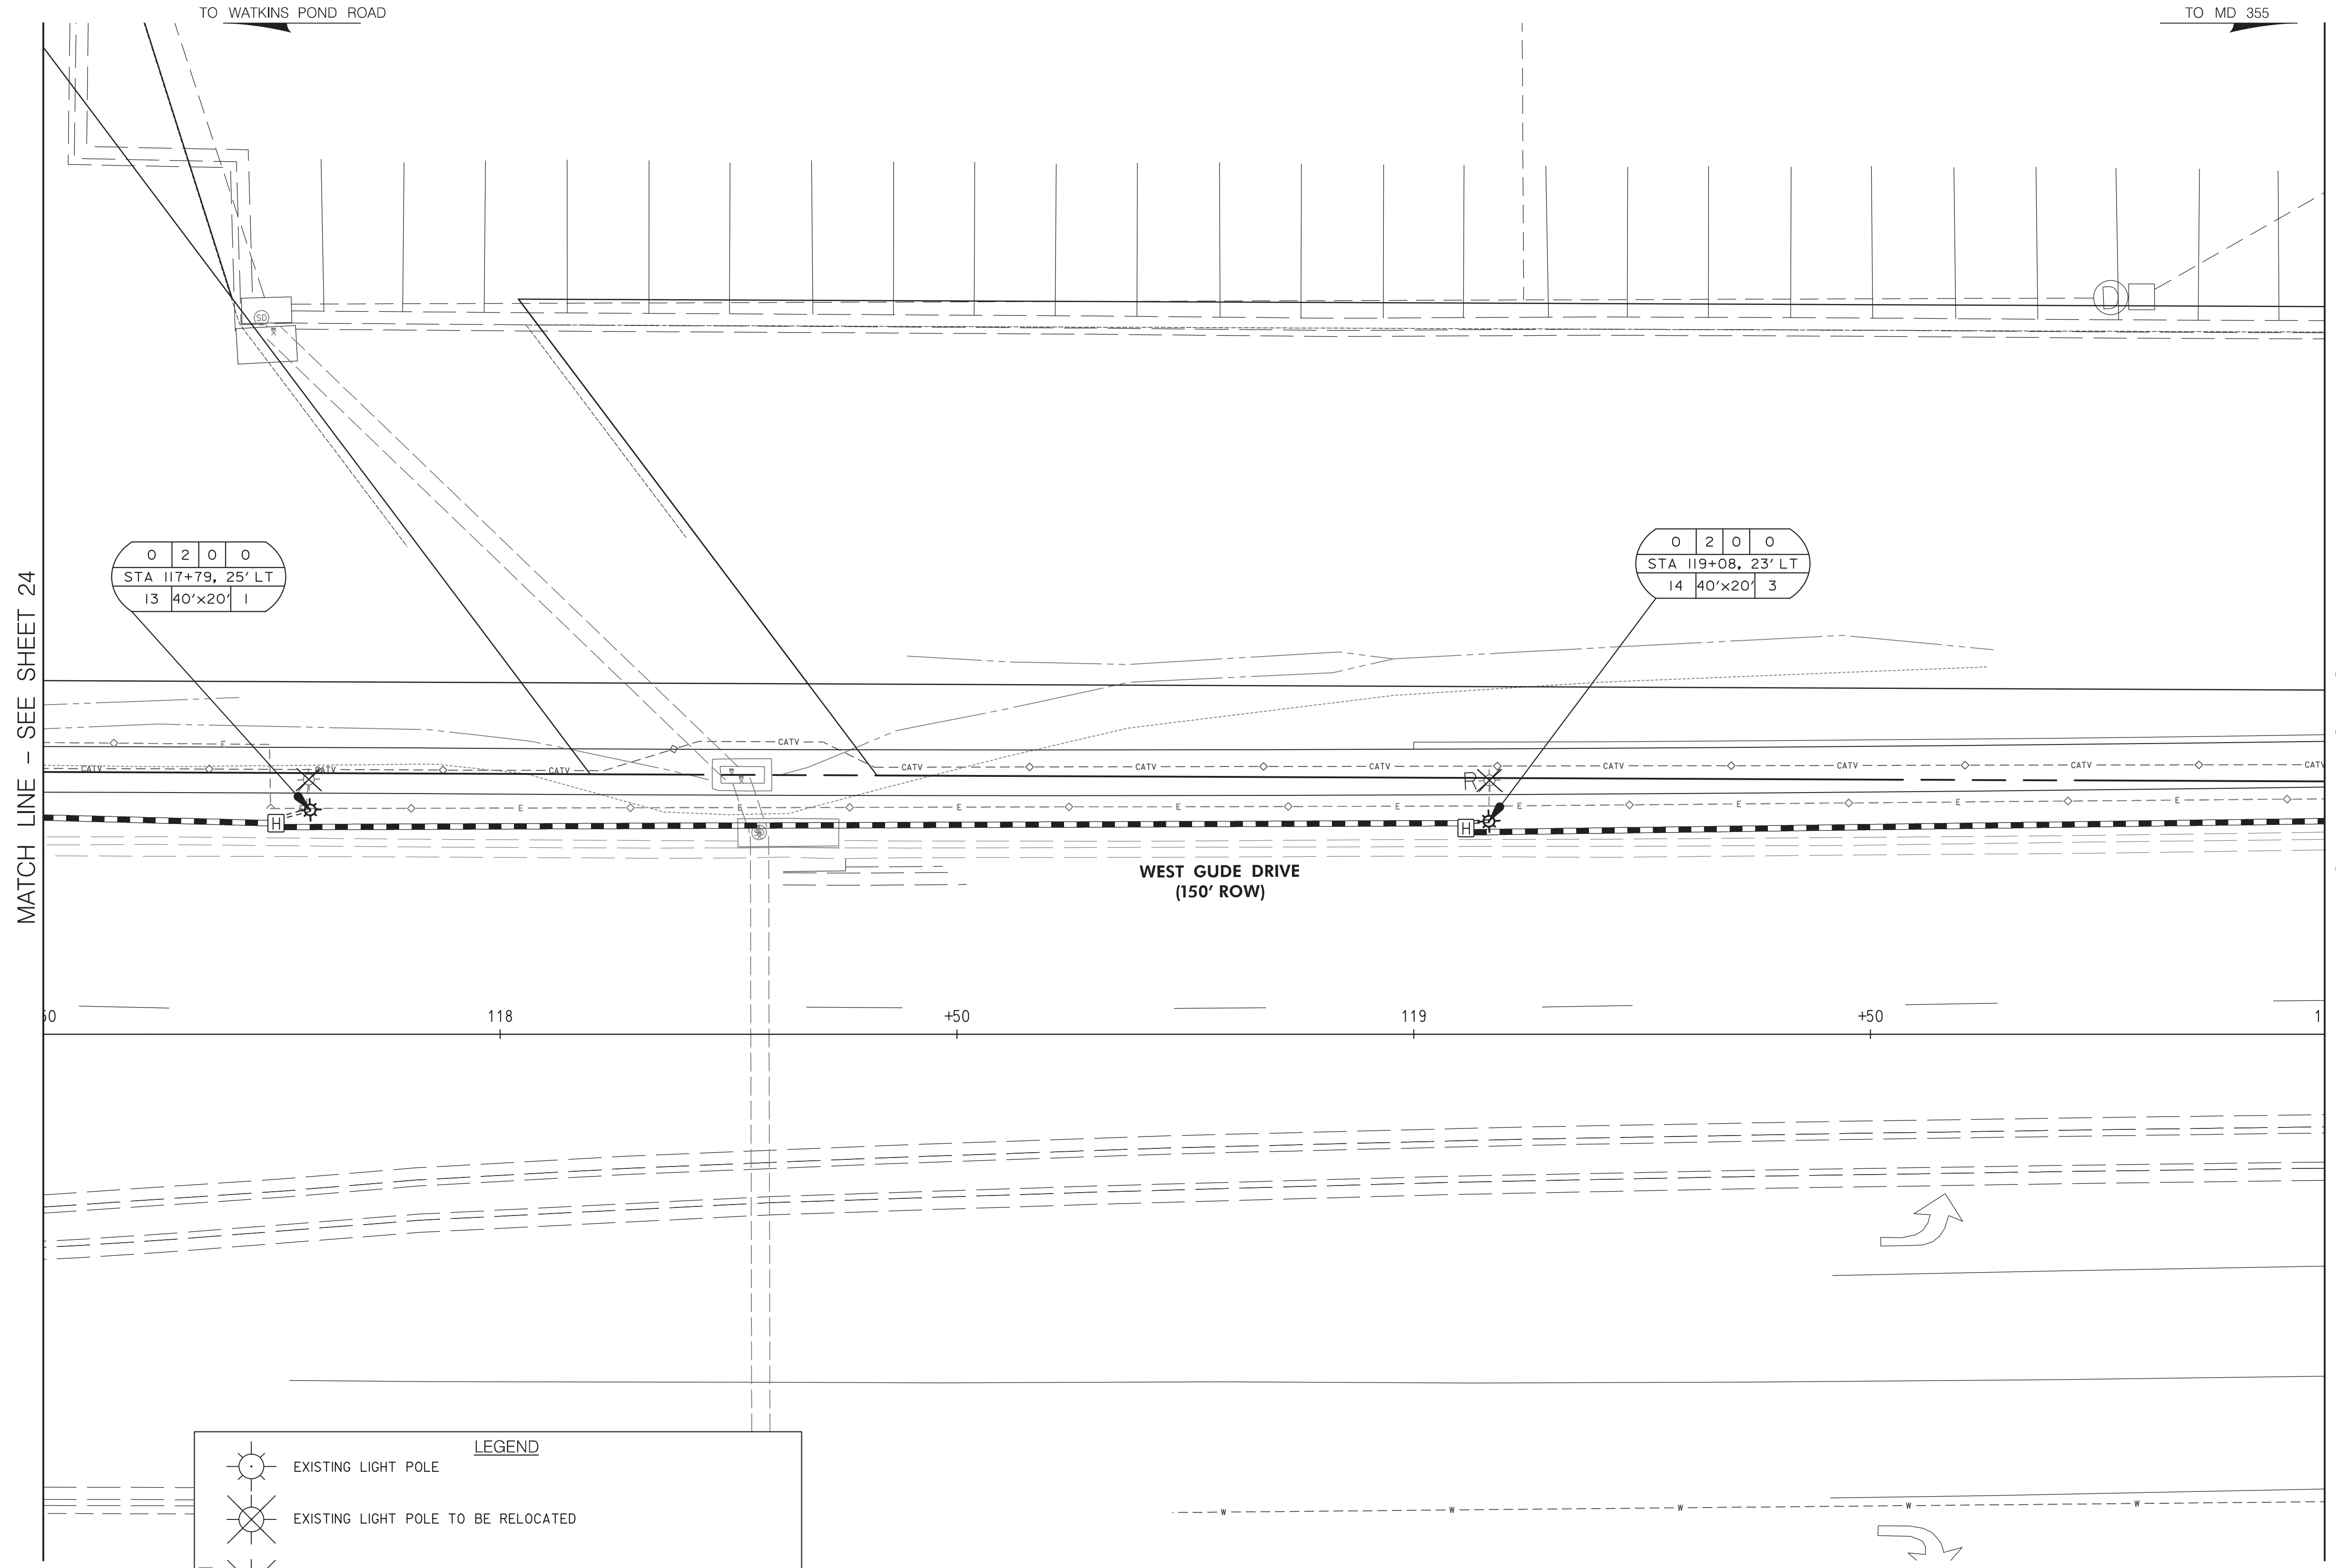 TO WATKINS POND ROAD
TO MD 355
SD
D
0 2 0 0
STA 117+79, 25' LT
13 40'x20' 1
0 2 0 0
STA 119+08, 23' LT
14 40'x20' 3
MATCH LINE - SEE SHEET 24
E
CATV
CATV CATV CATV CATV CATV CATV CATV CATV CATV
R
E E E E E E E E
H
H
WEST GUDE DRIVE
(150' ROW)
118 +50 119 +50
LEGEND
EXISTING LIGHT POLE
EXISTING LIGHT POLE TO BE RELOCATED
W W W W W